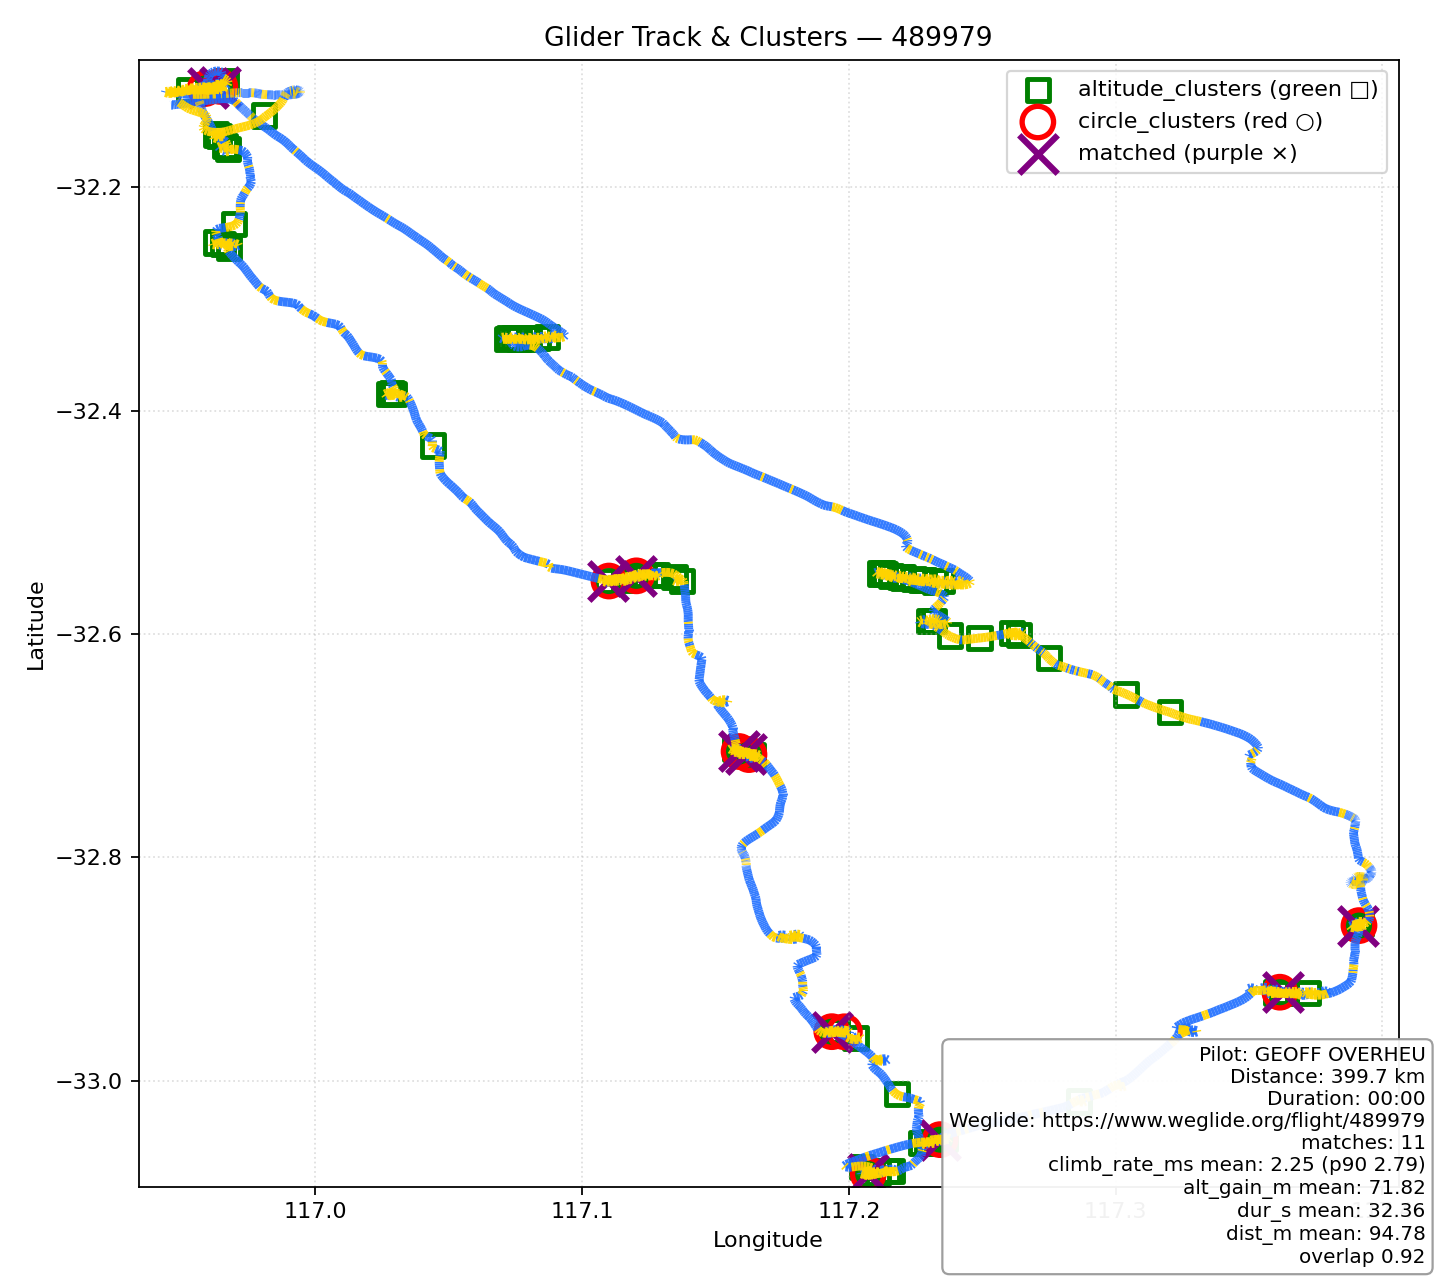 Glider Track & Clusters — 489979
altitude_clusters (green □)
circle_clusters (red ○)
matched (purple ×)
−32.2
−32.4
−32.6
−32.8
−33.0
Latitude
117.0
117.1
117.2
117.3
Longitude
Pilot: GEOFF OVERHEU
Distance: 399.7 km
Duration: 00:00
Weglide: https://www.weglide.org/flight/489979
matches: 11
climb_rate_ms mean: 2.25 (p90 2.79)
alt_gain_m mean: 71.82
dur_s mean: 32.36
dist_m mean: 94.78
overlap 0.92